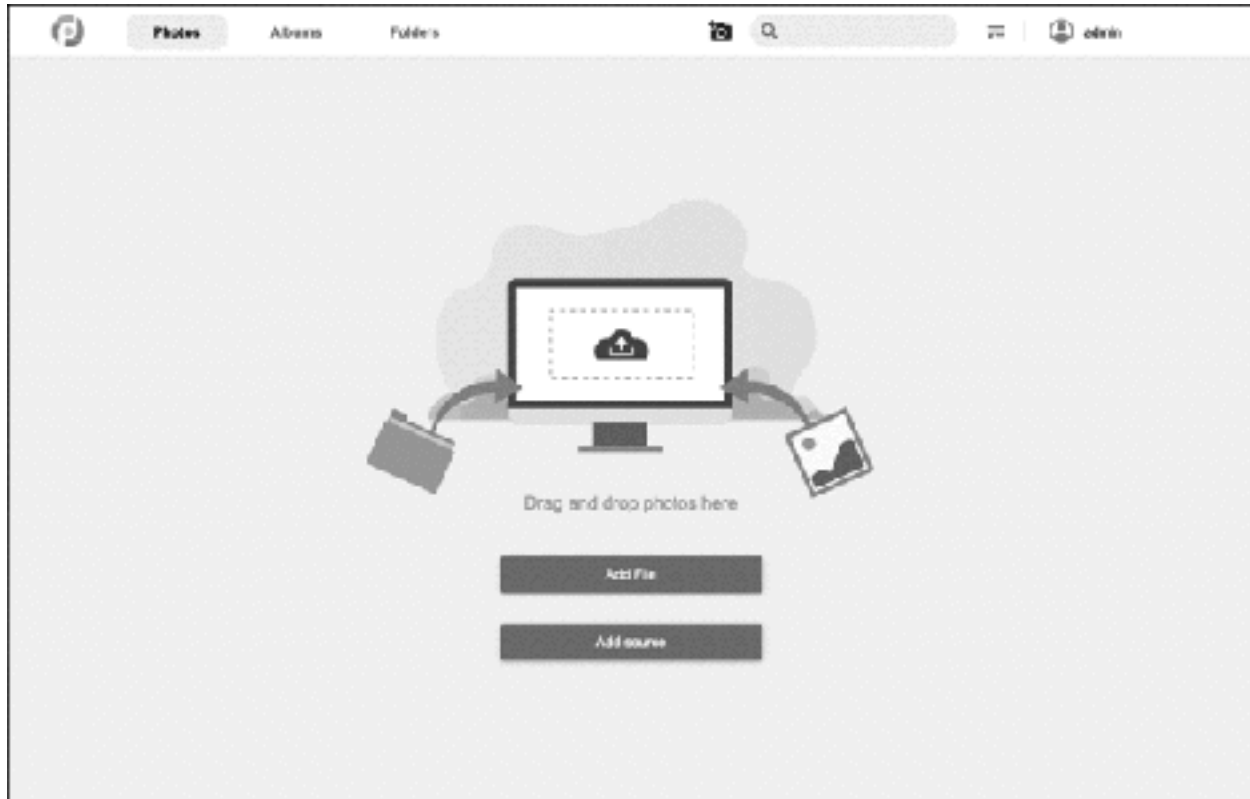 Photos
Albums
Folders
admin
Drag and drop photos here
Add File
Add source